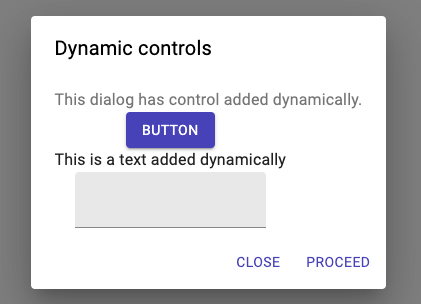 Dynamic controls
This dialog has control added dynamically.
BUTTON
This is a text added dynamically
CLOSE PROCEED